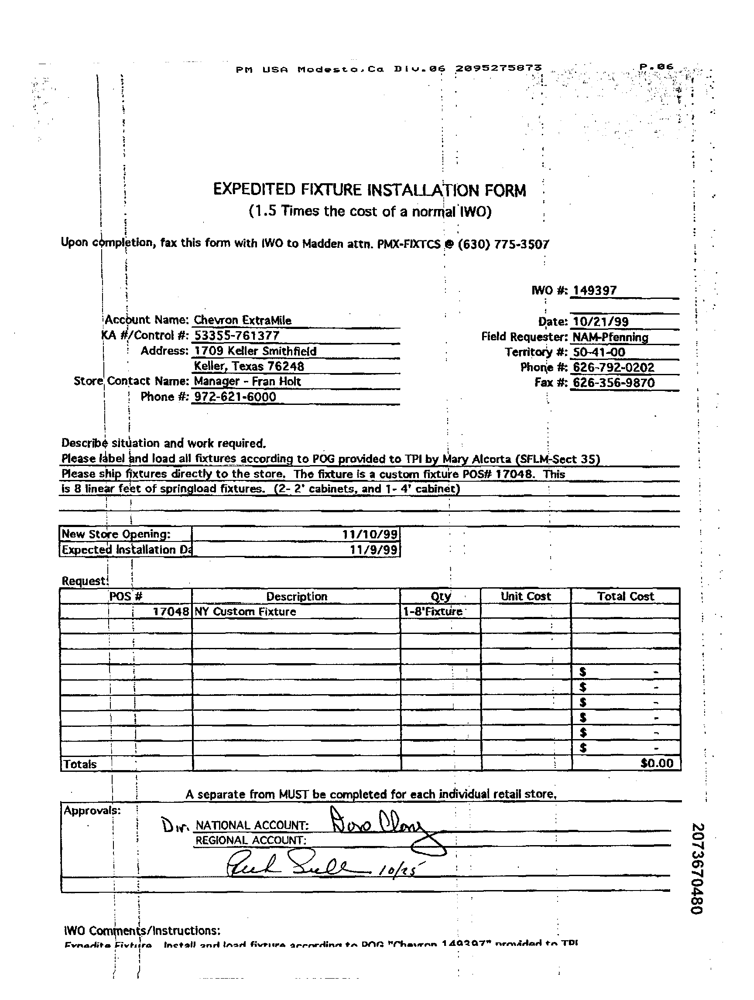 PM USA Modesto,Ca Div.06 2095275873 P.06
EXPEDITED FIXTURE INSTALLATION FORM
(1.5 Times the cost of a normal IWO)
Upon completion, fax this form with IWO to Madden attn. PMX-FIXTCS @ (630) 775-3507
IWO #: 149397
Account Name: Chevron ExtraMile Date: 10/21/99
KA #/Control #: 53355-761377 Field Requester: NAM-Pfenning
Address: 1709 Keller Smithfield Territory #: 50-41-00
Keller, Texas 76248 Phone #: 626-792-0202
Store Contact Name: Manager - Fran Holt Fax #: 626-356-9870
Phone #: 972-621-6000
Describe situation and work required.
Please label and load all fixtures according to POG provided to TPI by Mary Alcorta (SFLM-Sect 35)
Please ship fixtures directly to the store. The fixture is a custom fixture POS# 17048. This
is 8 linear feet of springload fixtures. (2- 2' cabinets, and 1- 4' cabinet)
New Store Opening: 11/10/99
Expected Installation Da 11/9/99
Request:
POS # Description Qty Unit Cost Total Cost
17048 NY Custom Fixture 1-8'Fixture
$ -
$ -
$ -
$ -
$ -
$ -
Totals $0.00
A separate from MUST be completed for each individual retail store.
Approvals:
Dir. NATIONAL ACCOUNT:
REGIONAL ACCOUNT:
10/25
2073670480
IWO Comments/Instructions:
Expedite Fixture. Install and load fixture according to POG "Chevron 149397" provided to TPI